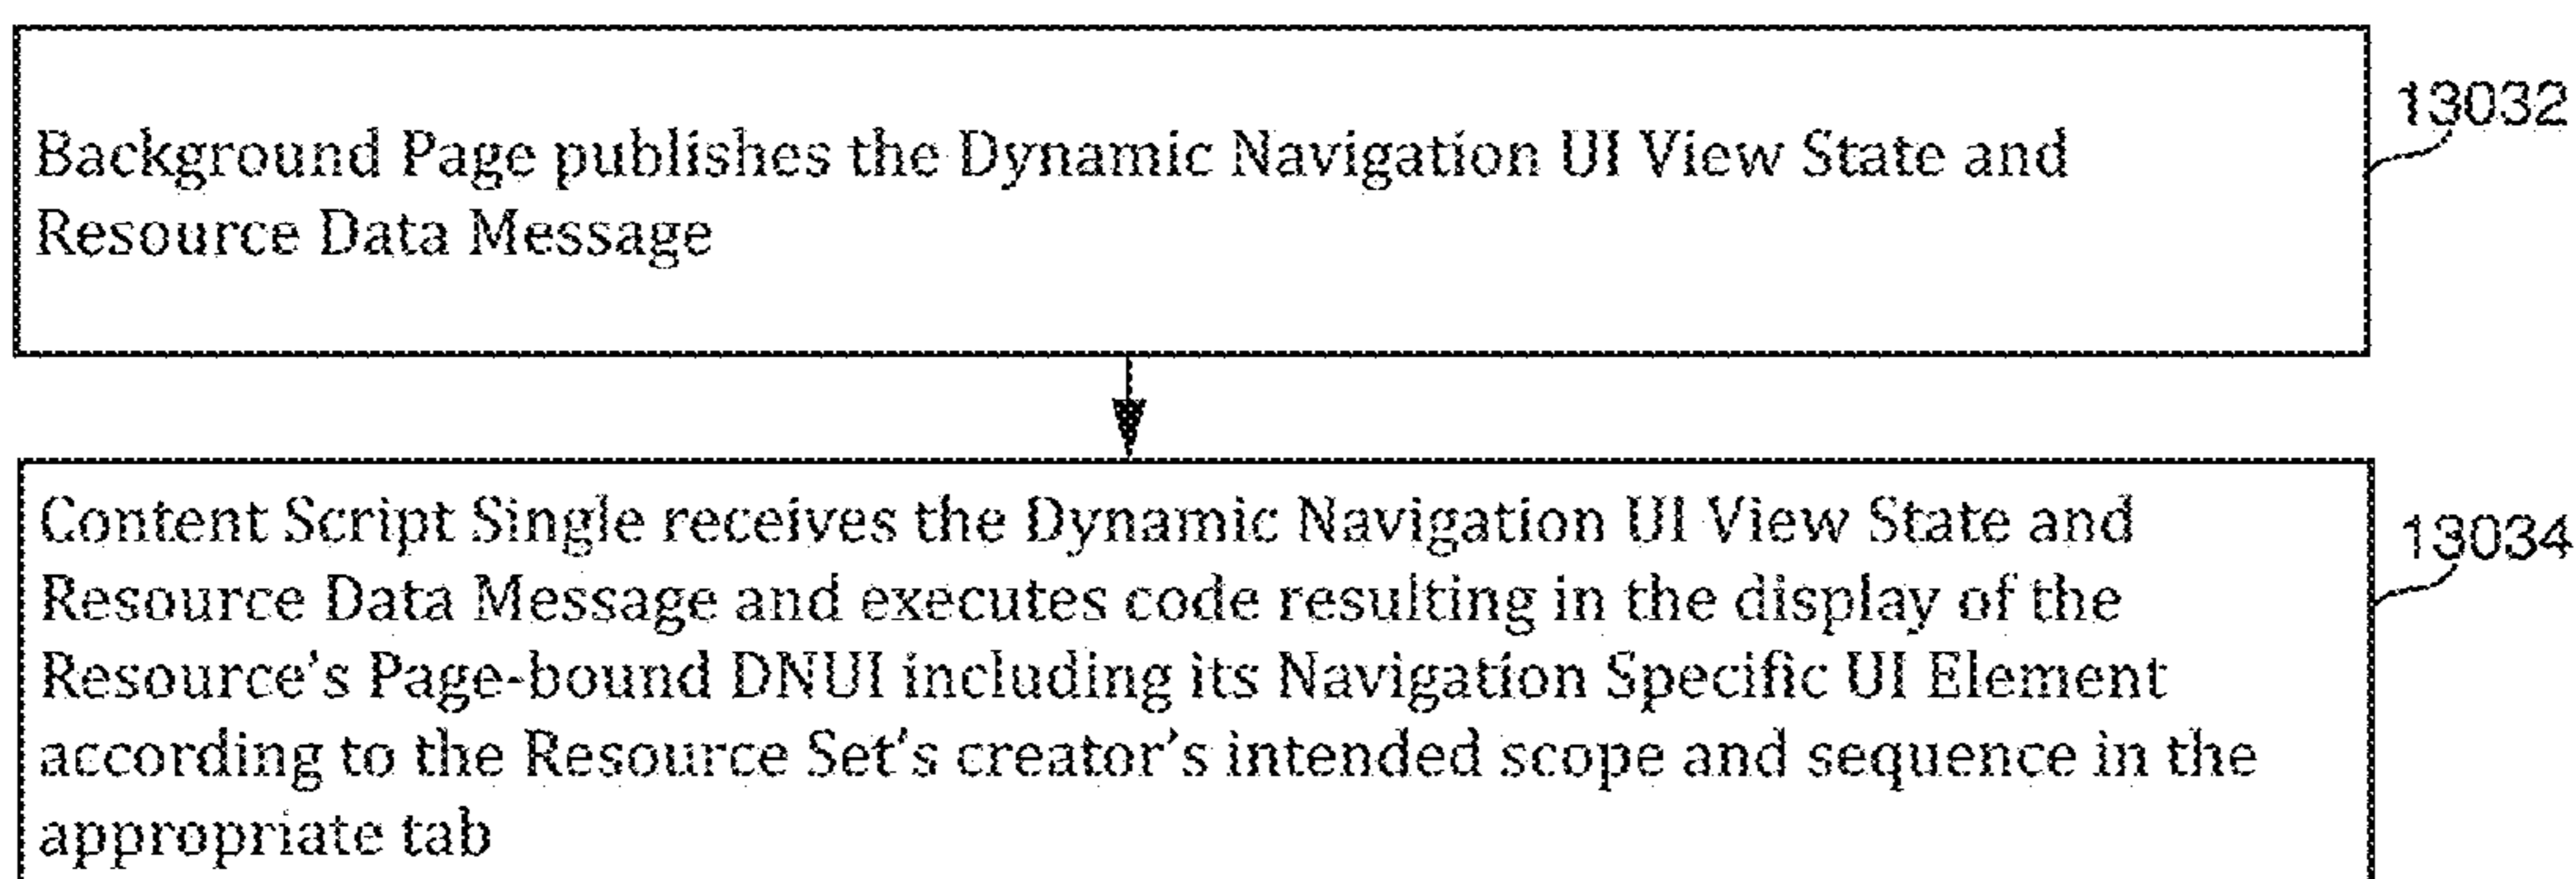 13032
Background Page publishes the Dynamic Navigation UI View State and
Resource Data Message
Content Script Single receives the Dynamic Navigation UI View State and
13034
Resource Data Message and executes code resulting in the display of the
Resource's Page-bound DNUI including its Navigation Specific UI Element
according to the Resource Set's creator's intended scope and sequence in the
appropriate tab